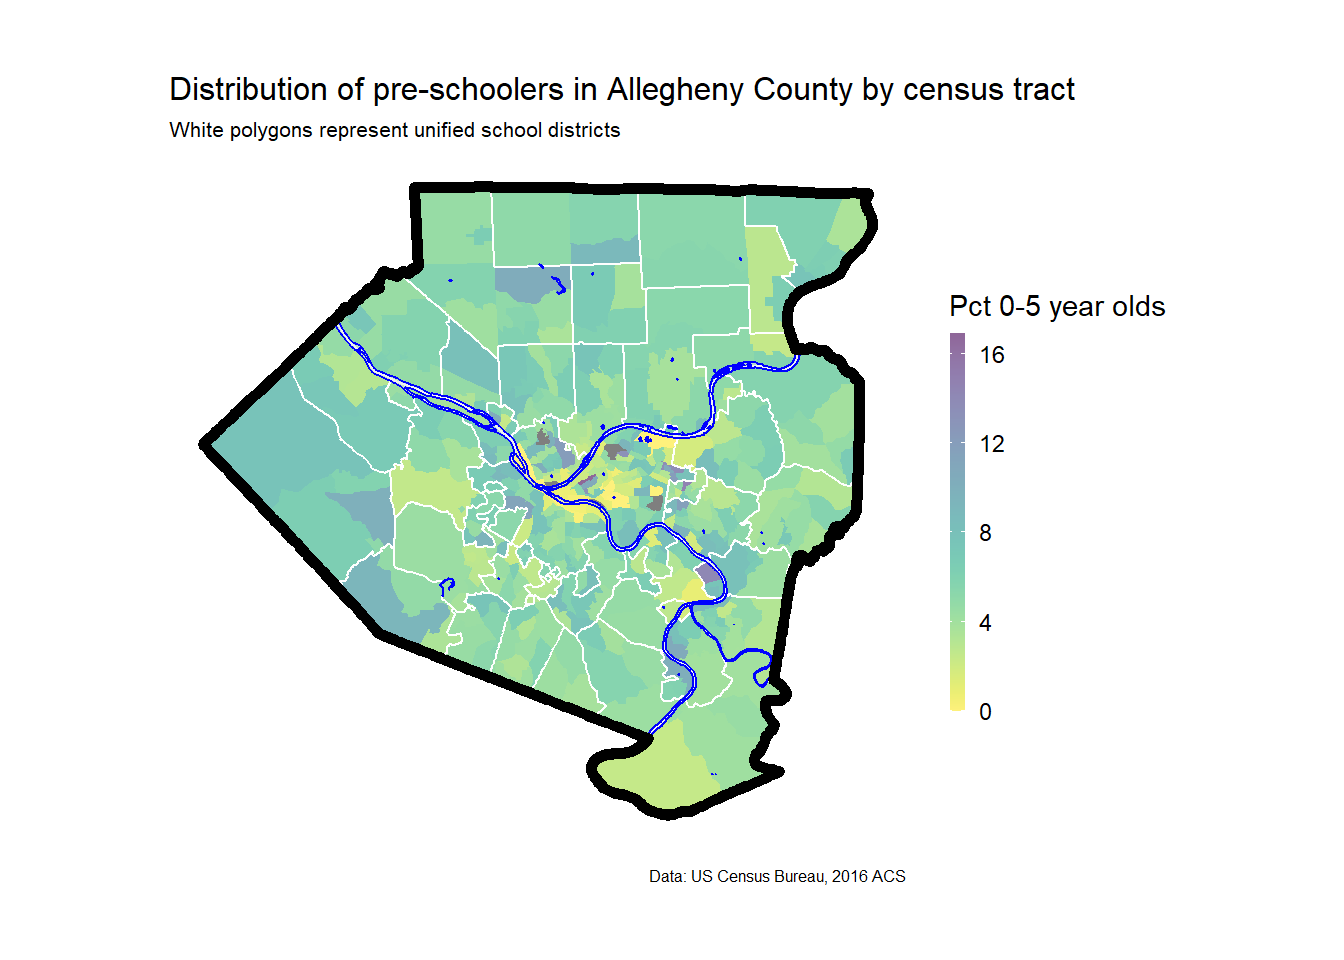 Distribution of pre-schoolers in Allegheny County by census tract
White polygons represent unified school districts
Pct 0-5 year olds
16
12
8
4
0
Data: US Census Bureau, 2016 ACS